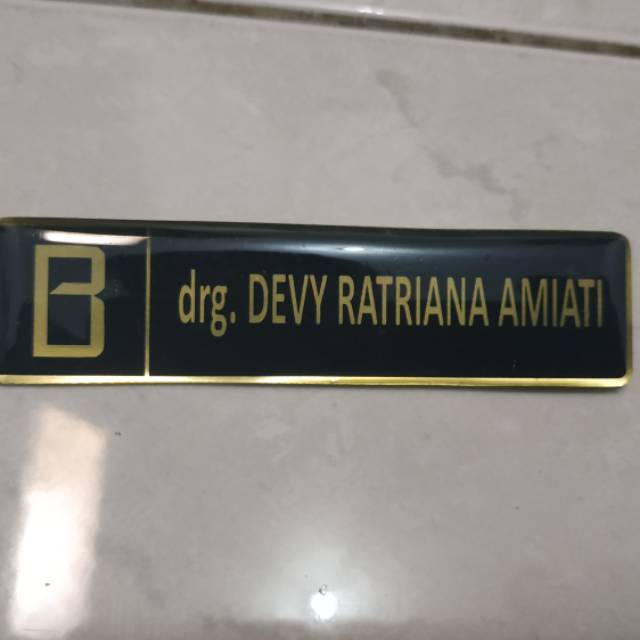 B
drg. DEVY RATRIANA AMIATI